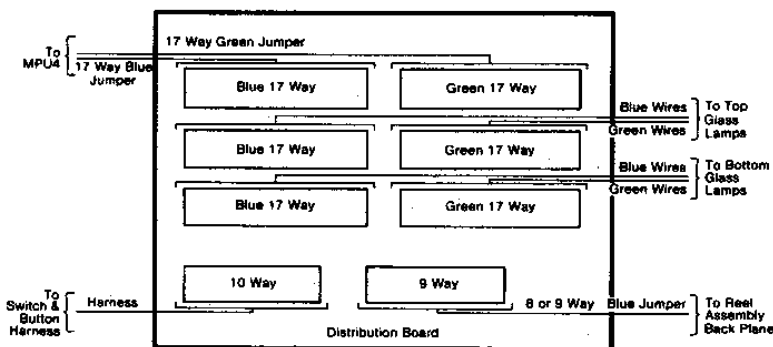 17 Way Green Jumper
To
MPU4
17 Way Blue
Jumper
Blue 17 Way
Green 17 Way
Blue Wires
Green Wires
To Top
Glass
Lamps
Blue 17 Way
Green 17 Way
Blue Wires
Green Wires
To Bottom
Glass
Lamps
Blue 17 Way
Green 17 Way
10 Way
9 Way
To
Switch &
Button
Harness
Harness
8 or 9 Way Blue Jumper
To Reel
Assembly
Back Plane
Distribution Board